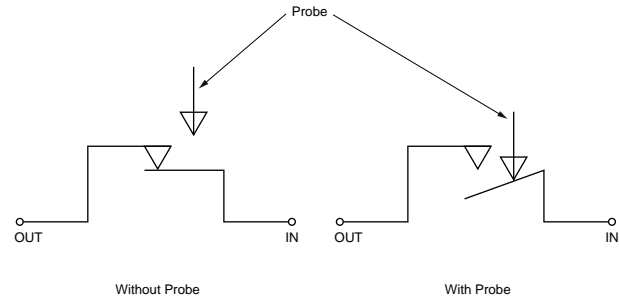 Probe
OUT
IN
OUT
IN
Without Probe
With Probe